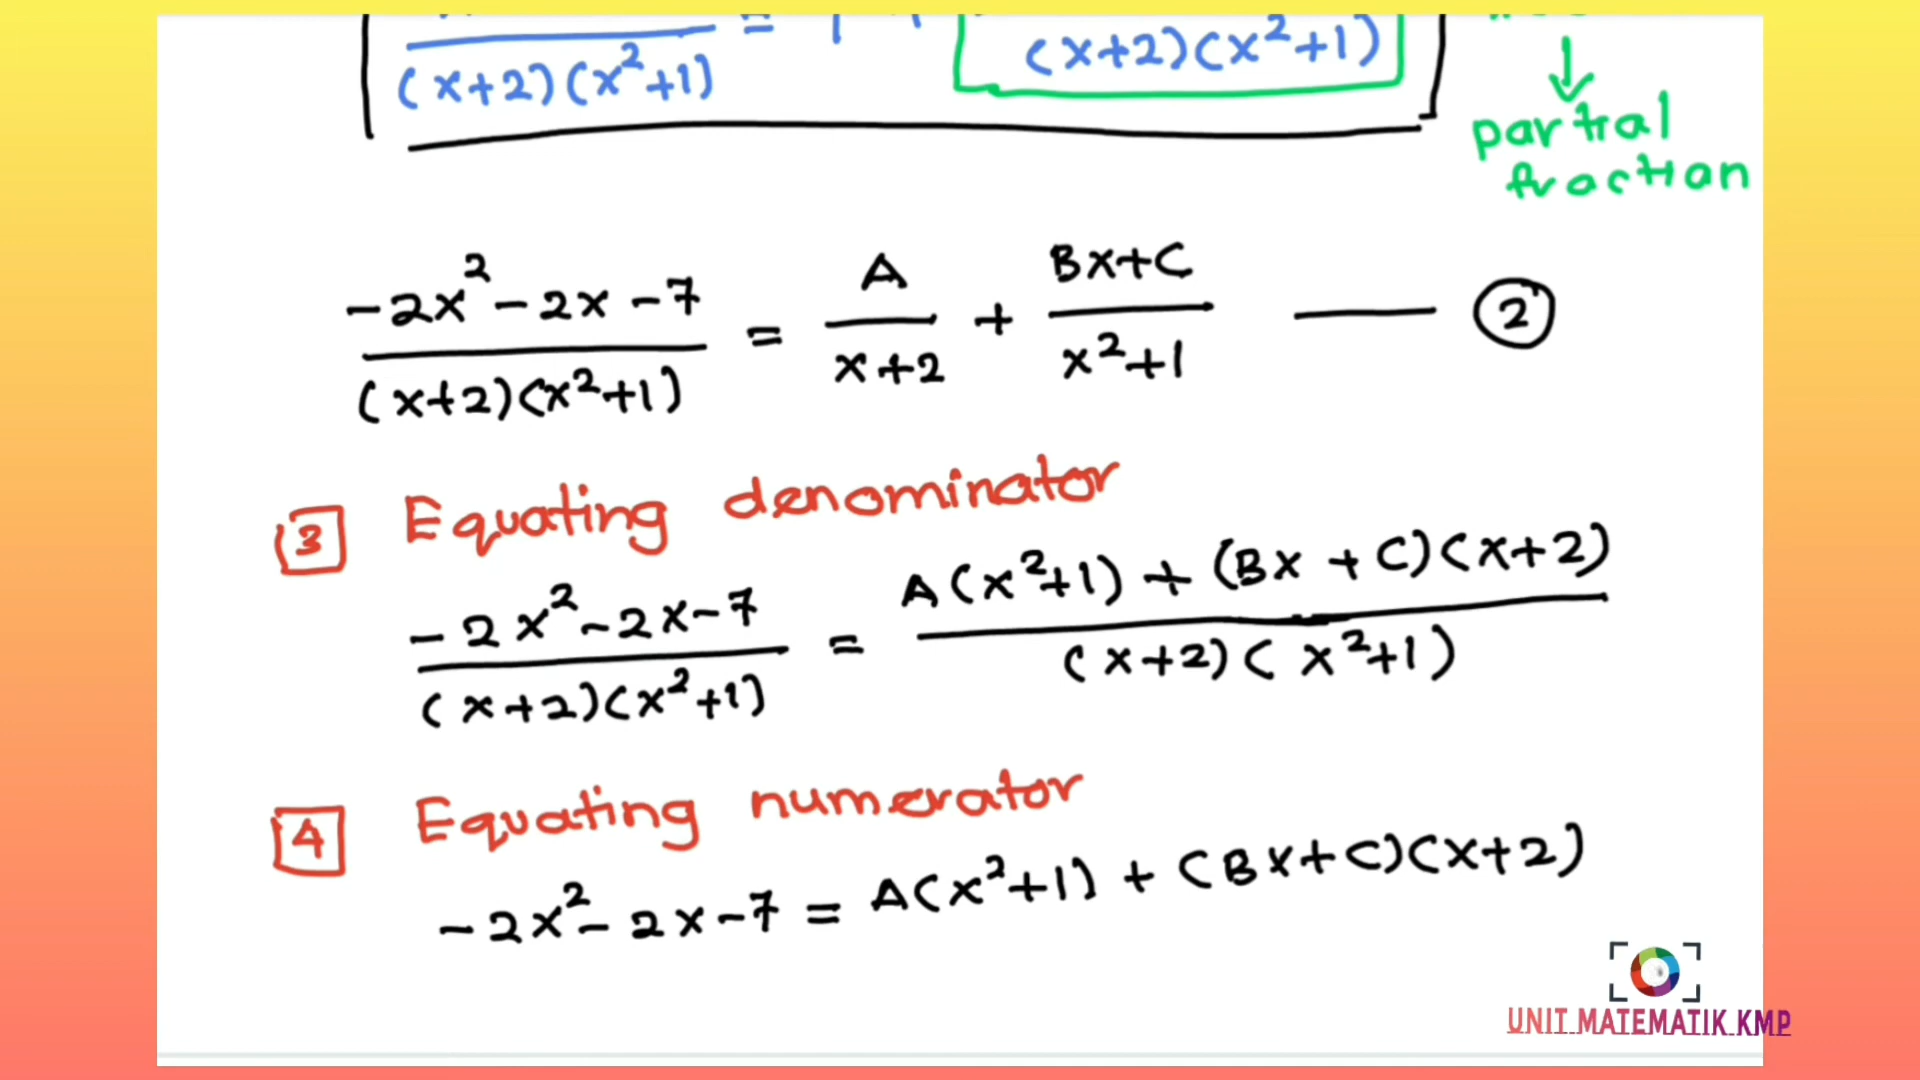 (x+2)(x²+1) = 1 + (x+2)(x²+1)
partial
fraction
-2x²-2x-7/(x+2)(x²+1) = A/x+2 + Bx+C/x²+1 —— ②
3 Equating denominator
-2x²-2x-7/(x+2)(x²+1) = A(x²+1) + (Bx + C)(x+2)/(x+2)(x²+1)
4 Equating numerator
-2x²-2x-7 = A(x²+1) + (Bx+C)(x+2)
UNIT.MATEMATIK.KMP